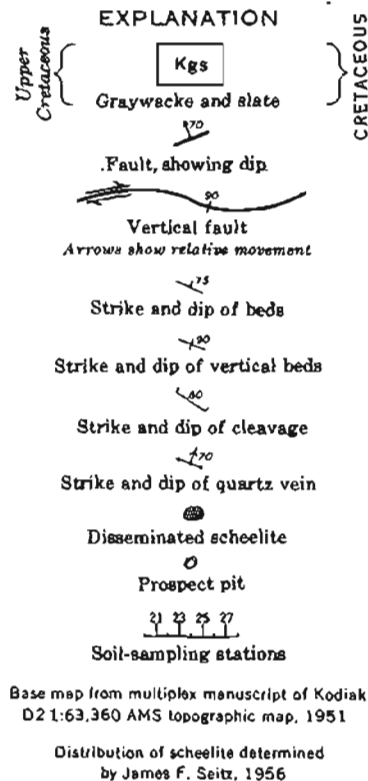 EXPLANATION
Upper
Cretaceous
Kgs
CRETACEOUS
Graywacke and slate
70
.Fault, showing dip
90
Vertical fault
Arrows show relative movement
75
Strike and dip of beds
90
Strike and dip of vertical beds
80
Strike and dip of cleavage
70
Strike and dip of quartz vein
Disseminated scheelite
Prospect pit
21 23 25 27
Soil-sampling stations
Base map from multiplex manuscript of Kodiak
D2 1:63,360 AMS topographic map, 1951
Distribution of scheelite determined
by James F. Seitz, 1956